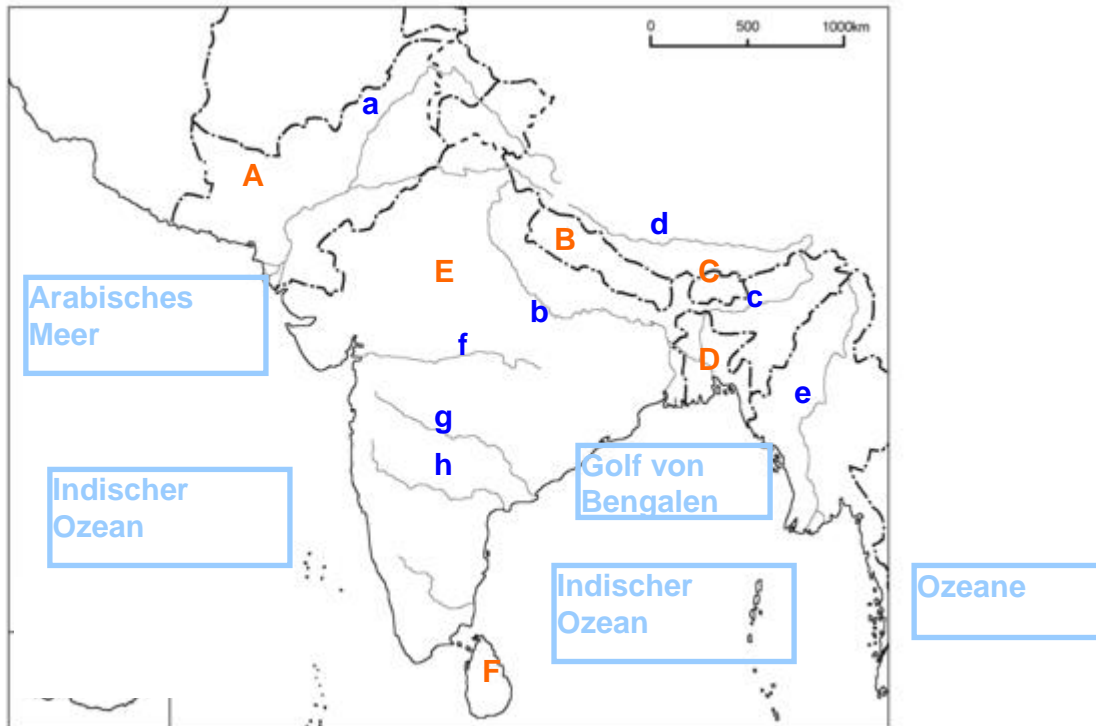 0 500 1000km
a
A
d
B
C
E
c
b
Arabisches
Meer
f
D
e
g
h
Golf von
Bengalen
Indischer
Ozean
Indischer
Ozean
Ozeane
F